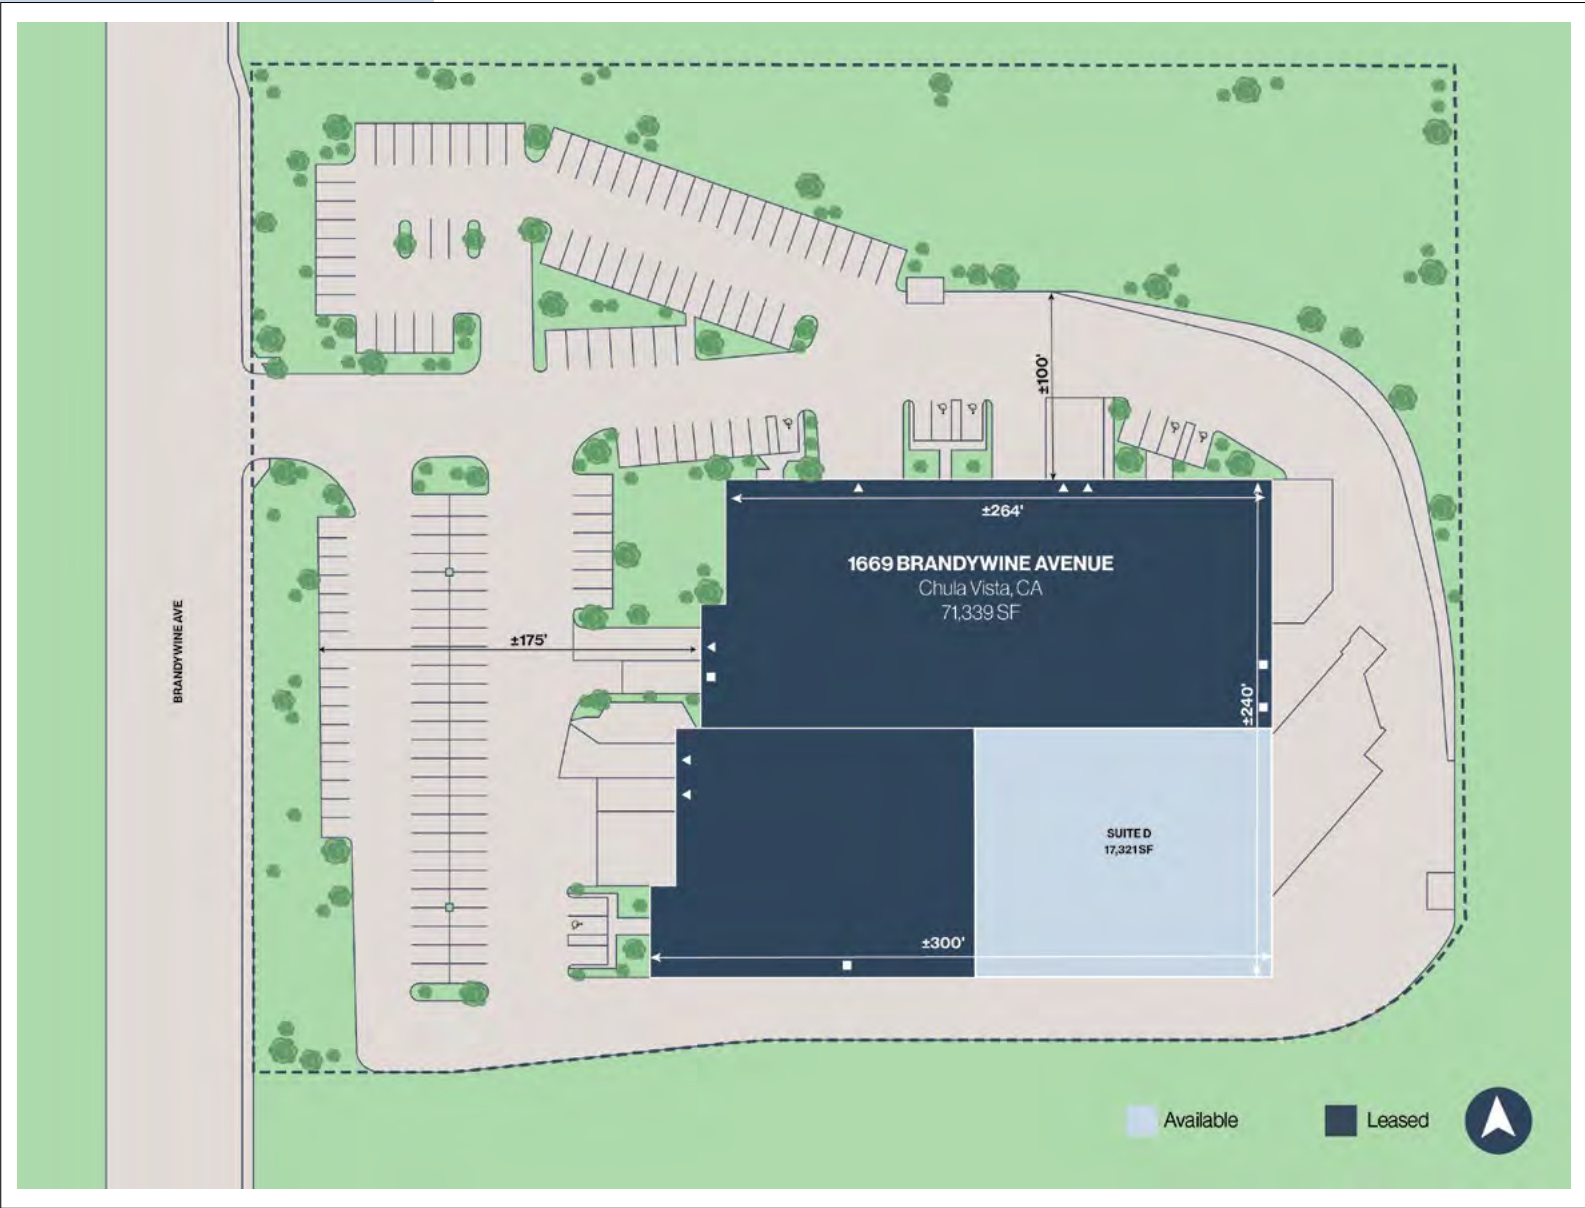 ±100'
±264'
1669 BRANDYWINE AVENUE
Chula Vista, CA
71,339 SF
±175'
BRANDYWINE AVE
±240'
SUITE D
17,321 SF
±300'
Available
Leased